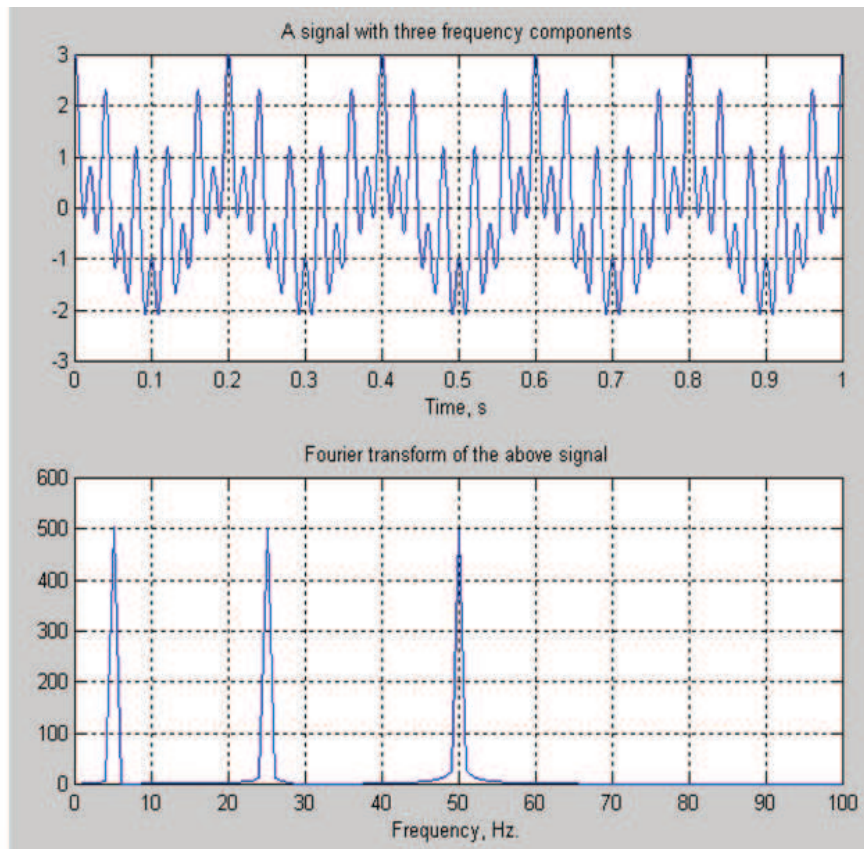 A signal with three frequency components
3
2
1
0
-1
-2
-3
0 0.1 0.2 0.3 0.4 0.5 0.6 0.7 0.8 0.9 1
Time, s
Fourier transform of the above signal
600
500
400
300
200
100
0
0 10 20 30 40 50 60 70 80 90 100
Frequency, Hz.